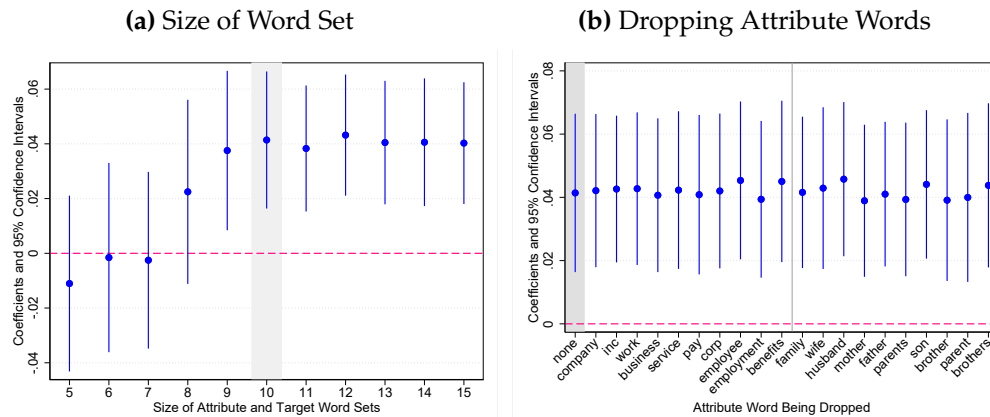 (a) Size of Word Set
Coefficients and 95% Confidence Intervals
.06
.04
.02
0
-.02
-.04
5 6 7 8 9 10 11 12 13 14 15
Size of Attribute and Target Word Sets
(b) Dropping Attribute Words
Coefficients and 95% Confidence Intervals
.08
.06
.04
.02
0
none
company
inc
work
business
service
pay
corp
employee
employment
benefits
family
wife
husband
mother
father
parents
son
brother
parent
brothers
Attribute Word Being Dropped